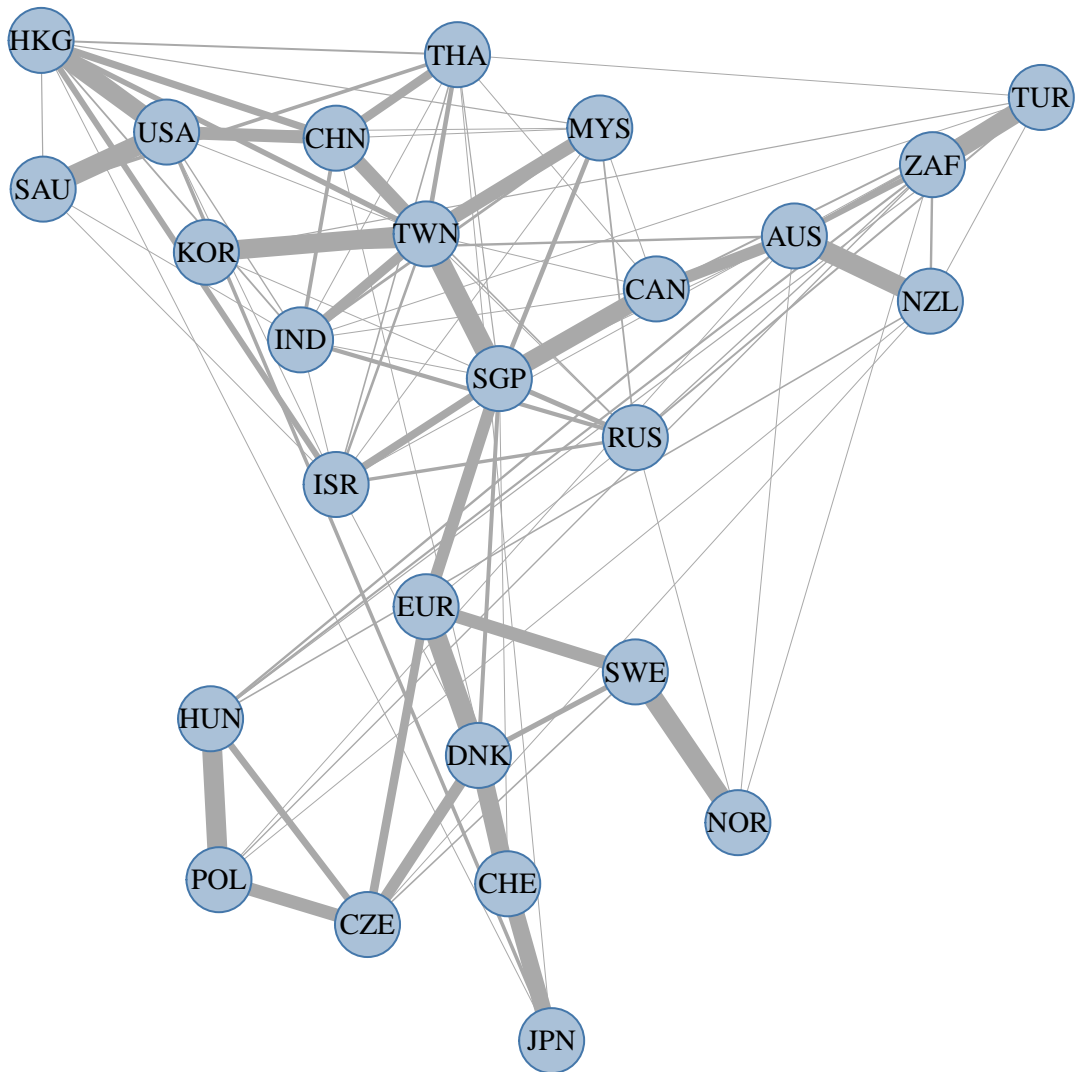 HKG
THA
TUR
USA
CHN
MYS
ZAF
SAU
TWN
AUS
KOR
CAN
NZL
IND
SGP
RUS
ISR
EUR
SWE
HUN
DNK
NOR
POL
CHE
CZE
JPN